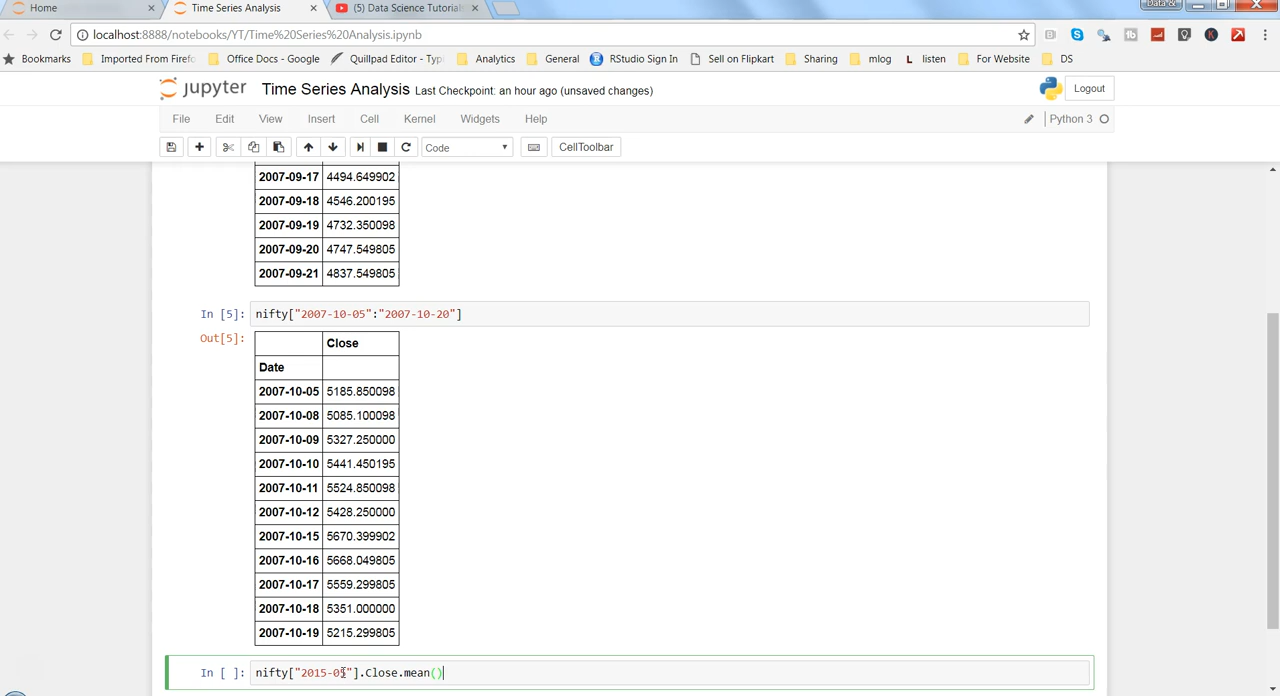 Home
Time Series Analysis
(5) Data Science Tutorials
Data &
localhost:8888/notebooks/YT/Time%20Series%20Analysis.ipynb
Bookmarks Imported From Firefo Office Doc - Google Quillpad Editor - Typi Analytics General RStudio Sign In Sell on Flipkart Sharing mlog listen For Website DS
jupyter Time Series Analysis Last Checkpoint: an hour ago (unsaved changes) Logout
File Edit View Insert Cell Kernel Widgets Help Python 3
Code CellToolbar
2007-09-17 4494.649902
2007-09-18 4546.200195
2007-09-19 4732.350098
2007-09-20 4747.549805
2007-09-21 4837.549805
In [5]: nifty["2007-10-05":"2007-10-20"]
Out[5]:
Close
Date
2007-10-05 5185.850098
2007-10-08 5085.100098
2007-10-09 5327.250000
2007-10-10 5441.450195
2007-10-11 5524.850098
2007-10-12 5428.250000
2007-10-15 5670.399902
2007-10-16 5668.049805
2007-10-17 5559.299805
2007-10-18 5351.000000
2007-10-19 5215.299805
In [ ]: nifty["2015-05"].Close.mean()